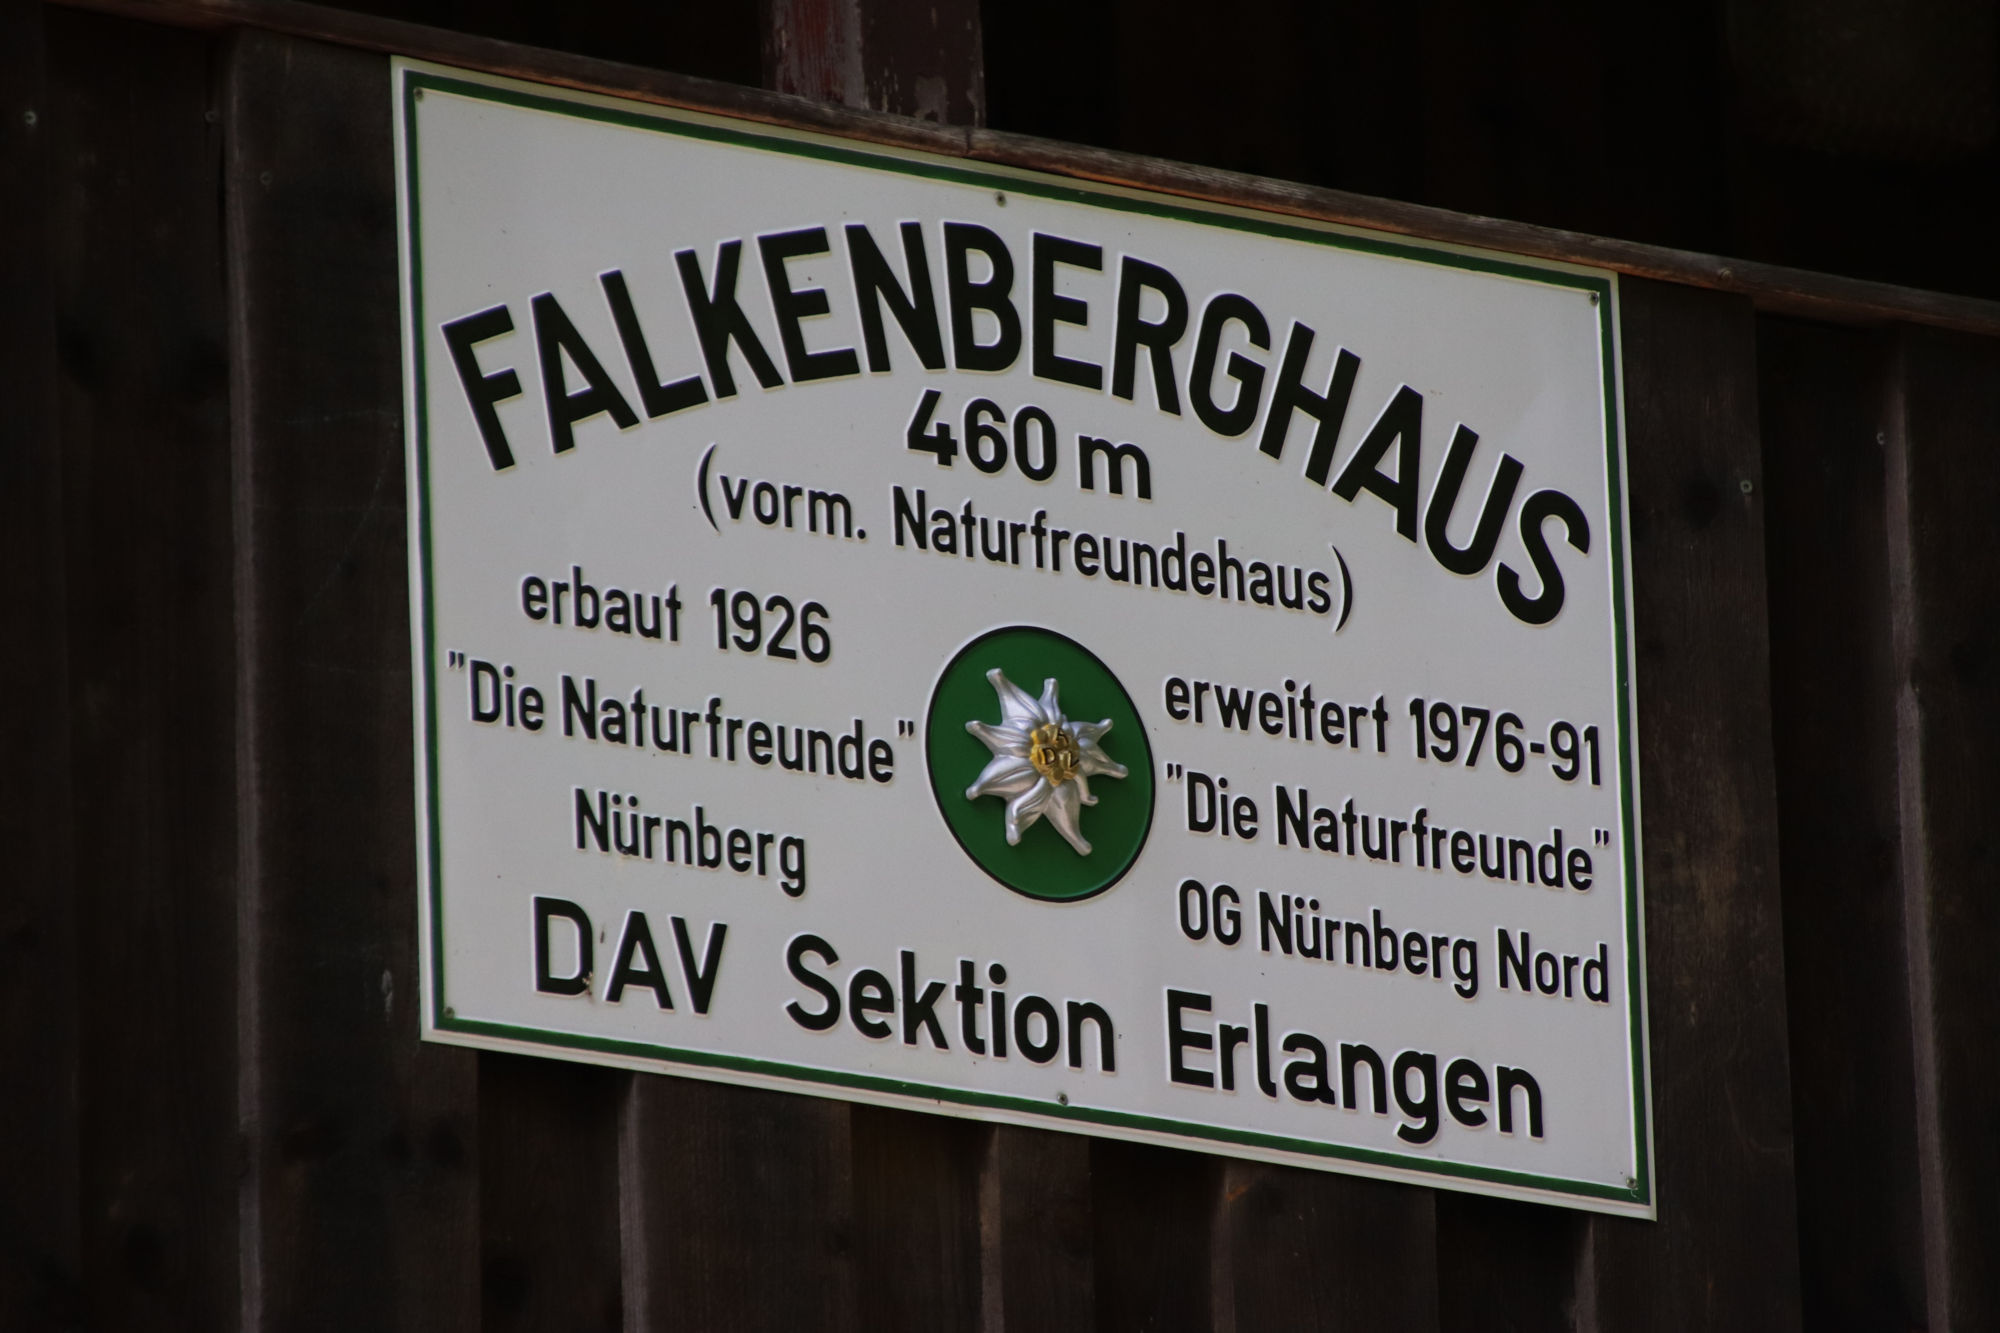 FALKENBERGHAUS
460 m
(vorm. Naturfreundehaus)
erbaut 1926
"Die Naturfreunde"
Nürnberg
erweitert 1976-91
"Die Naturfreunde"
OG Nürnberg Nord
DAV Sektion Erlangen